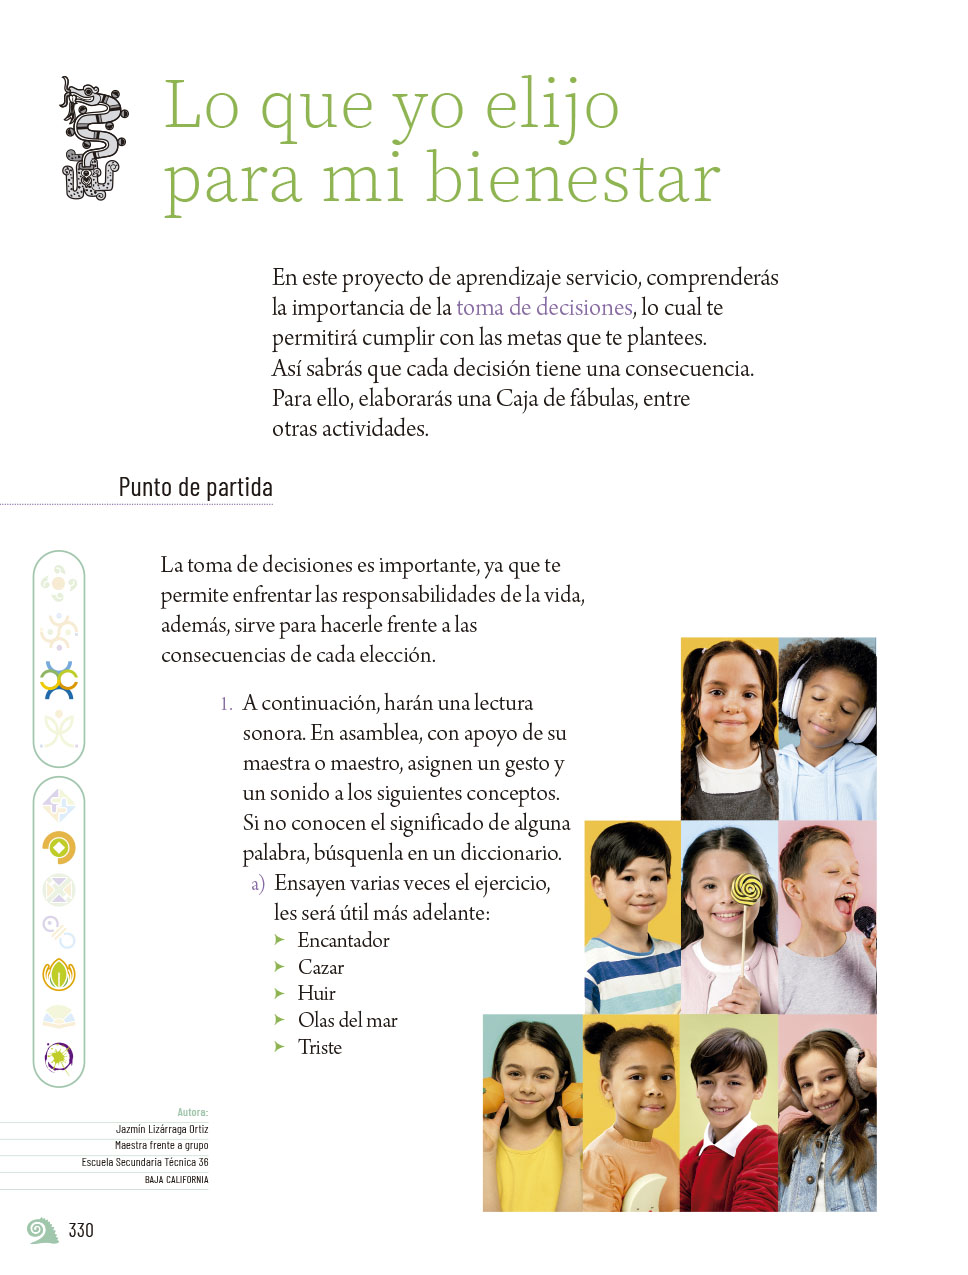 Lo que yo elijo
para mi bienestar
En este proyecto de aprendizaje servicio, comprenderás
la importancia de la toma de decisiones, lo cual te
permitirá cumplir con las metas que te plantees.
Así sabrás que cada decisión tiene una consecuencia.
Para ello, elaborarás una Caja de fábulas, entre
otras actividades.
Punto de partida
La toma de decisiones es importante, ya que te
permite enfrentar las responsabilidades de la vida,
además, sirve para hacerle frente a las
consecuencias de cada elección.
1. A continuación, harán una lectura
sonora. En asamblea, con apoyo de su
maestra o maestro, asignen un gesto y
un sonido a los siguientes conceptos.
Si no conocen el significado de alguna
palabra, búsquenla en un diccionario.
a) Ensayen varias veces el ejercicio,
les será útil más adelante:
➤ Encantador
➤ Cazar
➤ Huir
➤ Olas del mar
➤ Triste
Autora:
Jazmín Lizárraga Ortiz
Maestra frente a grupo
Escuela Secundaria Técnica 36
BAJA CALIFORNIA
330